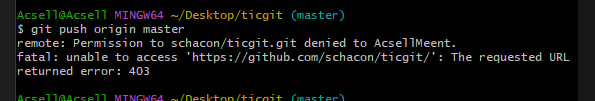 Acsell@Acsell MINGW64 ~/Desktop/ticgit (master)
$ git push origin master
remote: Permission to schacon/ticgit.git denied to AcsellMeent.
fatal: unable to access 'https://github.com/schacon/ticgit/': The requested URL
returned error: 403
Acsell@Acsell MINGW64 ~/Desktop/ticgit (master)